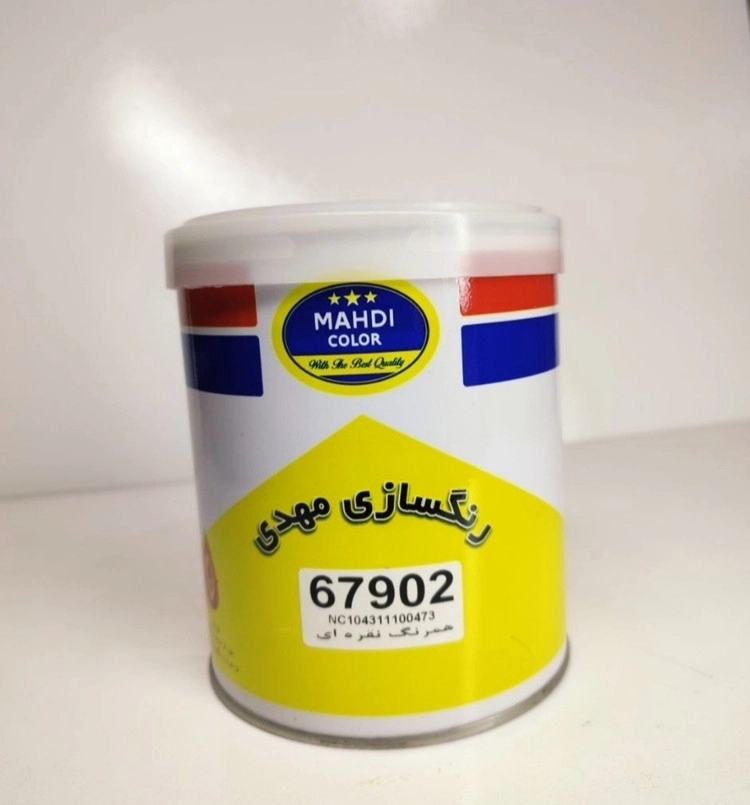 MAHDI
COLOR
With The Best Quality
رنگسازی مهدی
67902
NC104311100473
همرنگ نقره ای